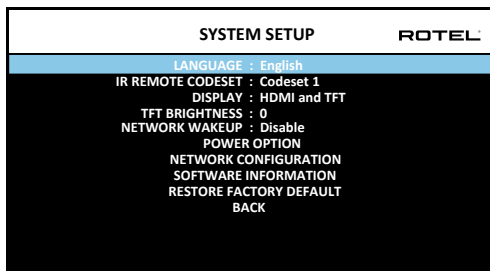 SYSTEM SETUP ROTEL
LANGUAGE : English
IR REMOTE CODESET : Codeset 1
DISPLAY : HDMI and TFT
TFT BRIGHTNESS : 0
NETWORK WAKEUP : Disable
POWER OPTION
NETWORK CONFIGURATION
SOFTWARE INFORMATION
RESTORE FACTORY DEFAULT
BACK